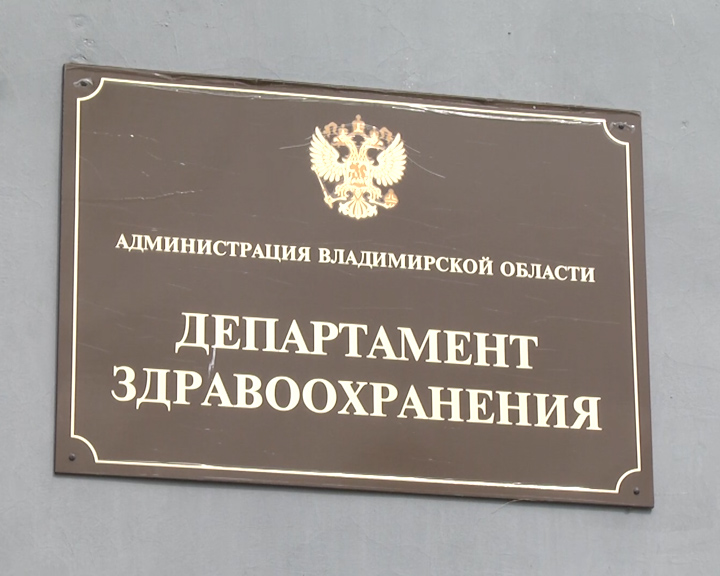 АДМИНИСТРАЦИЯ ВЛАДИМИРСКОЙ ОБЛАСТИ
ДЕПАРТАМЕНТ
ЗДРАВООХРАНЕНИЯ